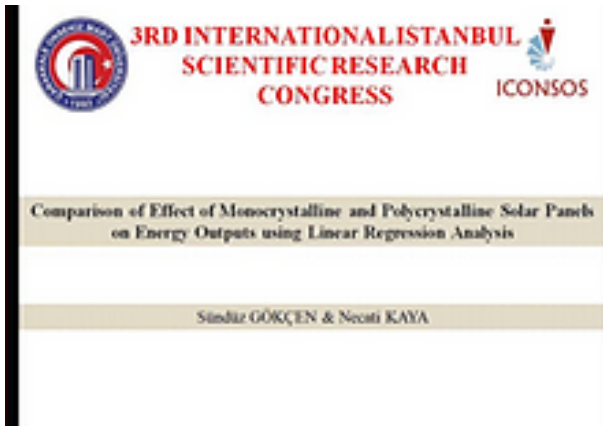 3RD INTERNATIONAL ISTANBUL
SCIENTIFIC RESEARCH
CONGRESS
ICONSOS
Comparison of Effect of Monocrystalline and Polycrystalline Solar Panels
on Energy Outputs using Linear Regression Analysis
Sündüz GÖKÇEN & Necati KAYA